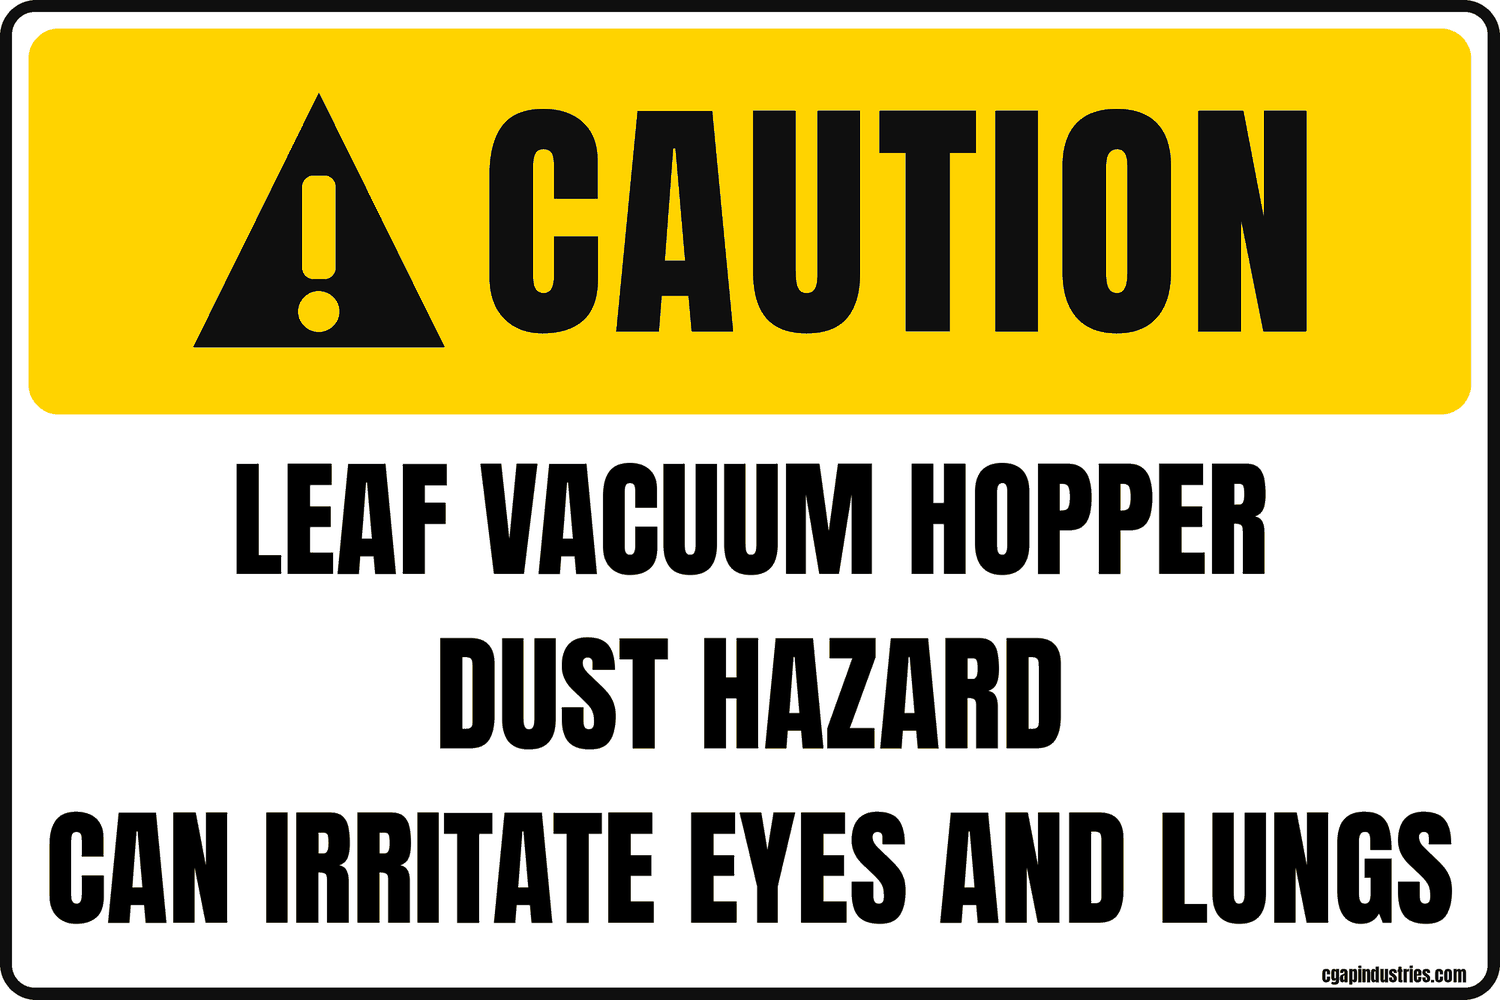 CAUTION
LEAF VACUUM HOPPER
DUST HAZARD
CAN IRRITATE EYES AND LUNGS
cgapindustries.com